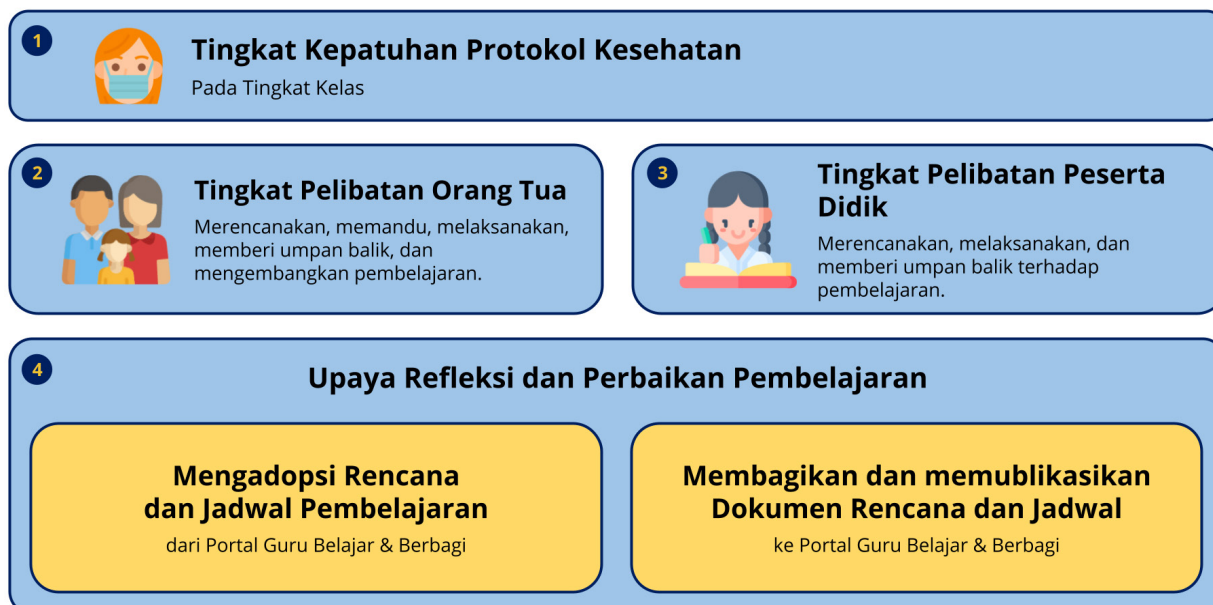 1
Tingkat Kepatuhan Protokol Kesehatan
Pada Tingkat Kelas
2
Tingkat Pelibatan Orang Tua
Merencanakan, memandu, melaksanakan,
memberi umpan balik, dan
mengembangkan pembelajaran.
3
Tingkat Pelibatan Peserta
Didik
Merencanakan, melaksanakan, dan
memberi umpan balik terhadap
pembelajaran.
4
Upaya Refleksi dan Perbaikan Pembelajaran
Mengadopsi Rencana
dan Jadwal Pembelajaran
dari Portal Guru Belajar & Berbagi
Membagikan dan memublikasikan
Dokumen Rencana dan Jadwal
ke Portal Guru Belajar & Berbagi